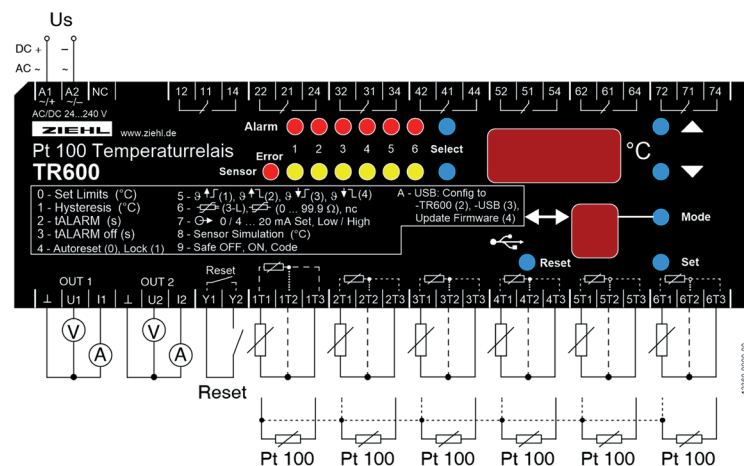 Us
DC + –
AC ~ ~
A1 A2 NC 12 11 14 22 21 24 32 31 34 42 41 44 52 51 54 62 61 64 72 71 74
~/+ ~/–
AC/DC 24...240 V
ZIEHL www.ziehl.de
Alarm
Pt 100 Temperaturrelais
Error 1 2 3 4 5 6 Select
°C
TR600
Sensor
0 - Set Limits (°C)
1 - Hysteresis (°C)
2 - tALARM (s)
3 - tALARM off (s)
4 - Autoreset (0), Lock (1)
5 - ϑ (1), ϑ (2), ϑ (3), ϑ (4)
6 - (3-L), (0 ... 99.9 Ω), nc
7 - 0 / 4 ... 20 mA Set, Low / High
8 - Sensor Simulation (°C)
9 - Safe OFF, ON, Code
A - USB: Config to
-TR600 (2), -USB (3),
Update Firmware (4)
Mode
Reset
Set
OUT 1 OUT 2 Reset
⊥ U1 I1 ⊥ U2 I2 Y1 Y2 1T1 1T2 1T3 2T1 2T2 2T3 3T1 3T2 3T3 4T1 4T2 4T3 5T1 5T2 5T3 6T1 6T2 6T3
V A V A
Reset
Pt 100 Pt 100 Pt 100 Pt 100 Pt 100 Pt 100